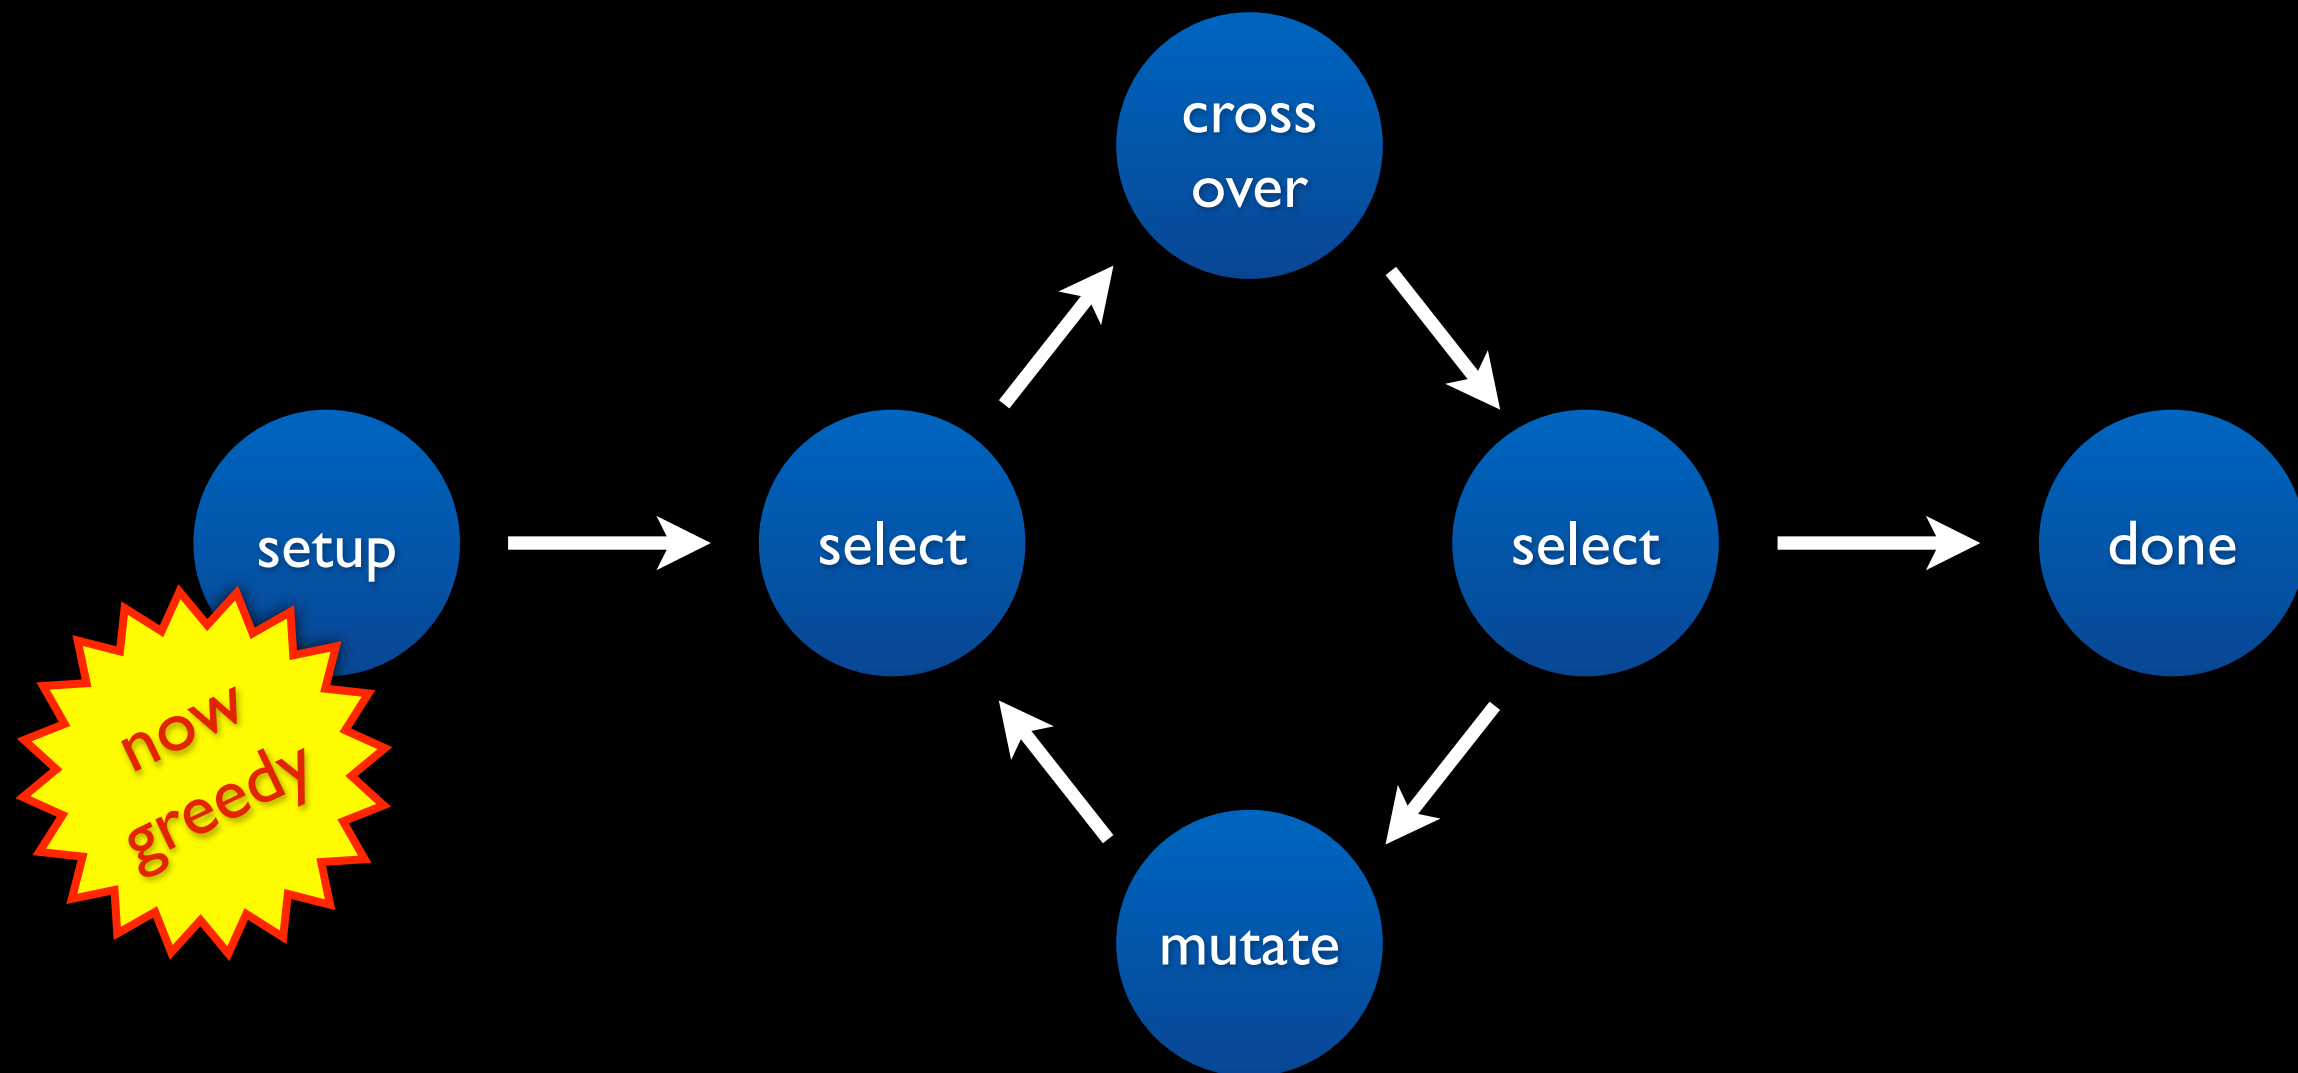 cross
over
setup
select
select
done
now
greedy
mutate